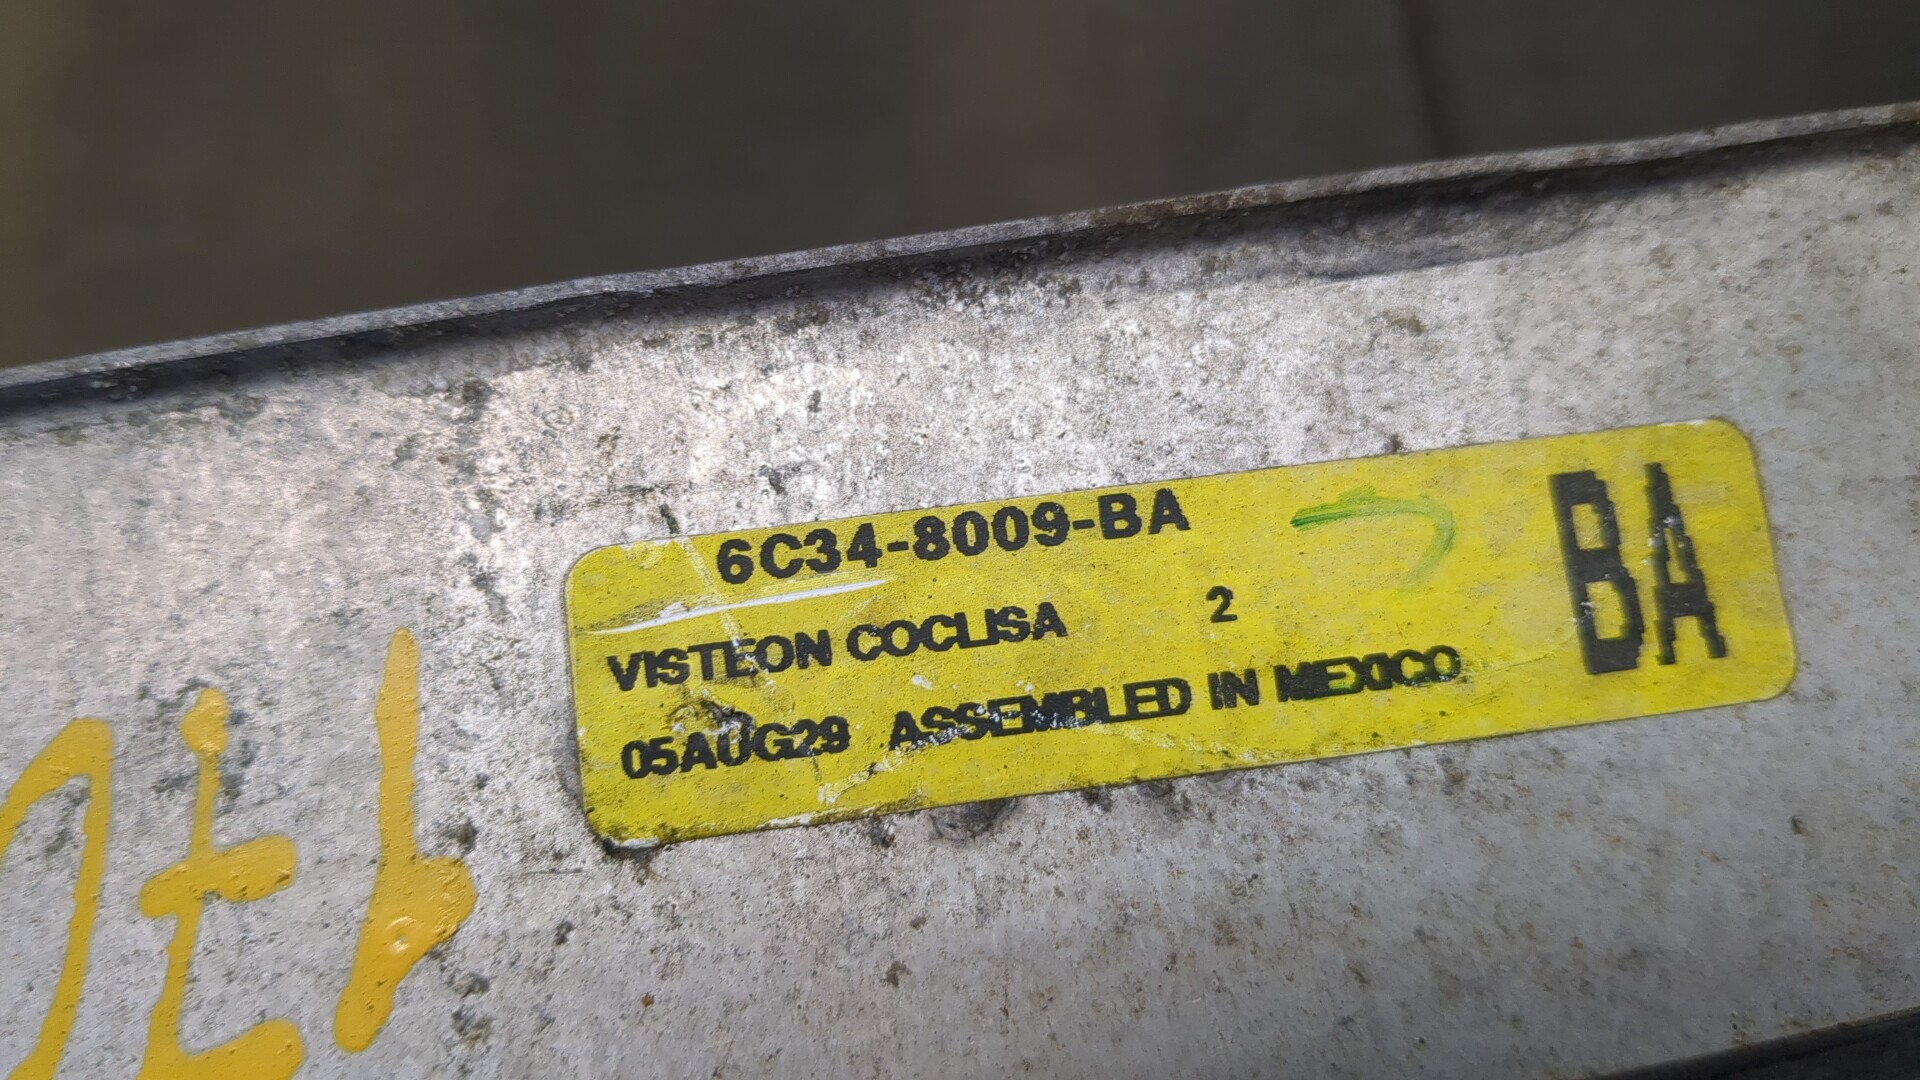 6C34-8009-BA
BA
VISTEON COCLISA 2
05AUG29 ASSEMBLED IN MEXICO